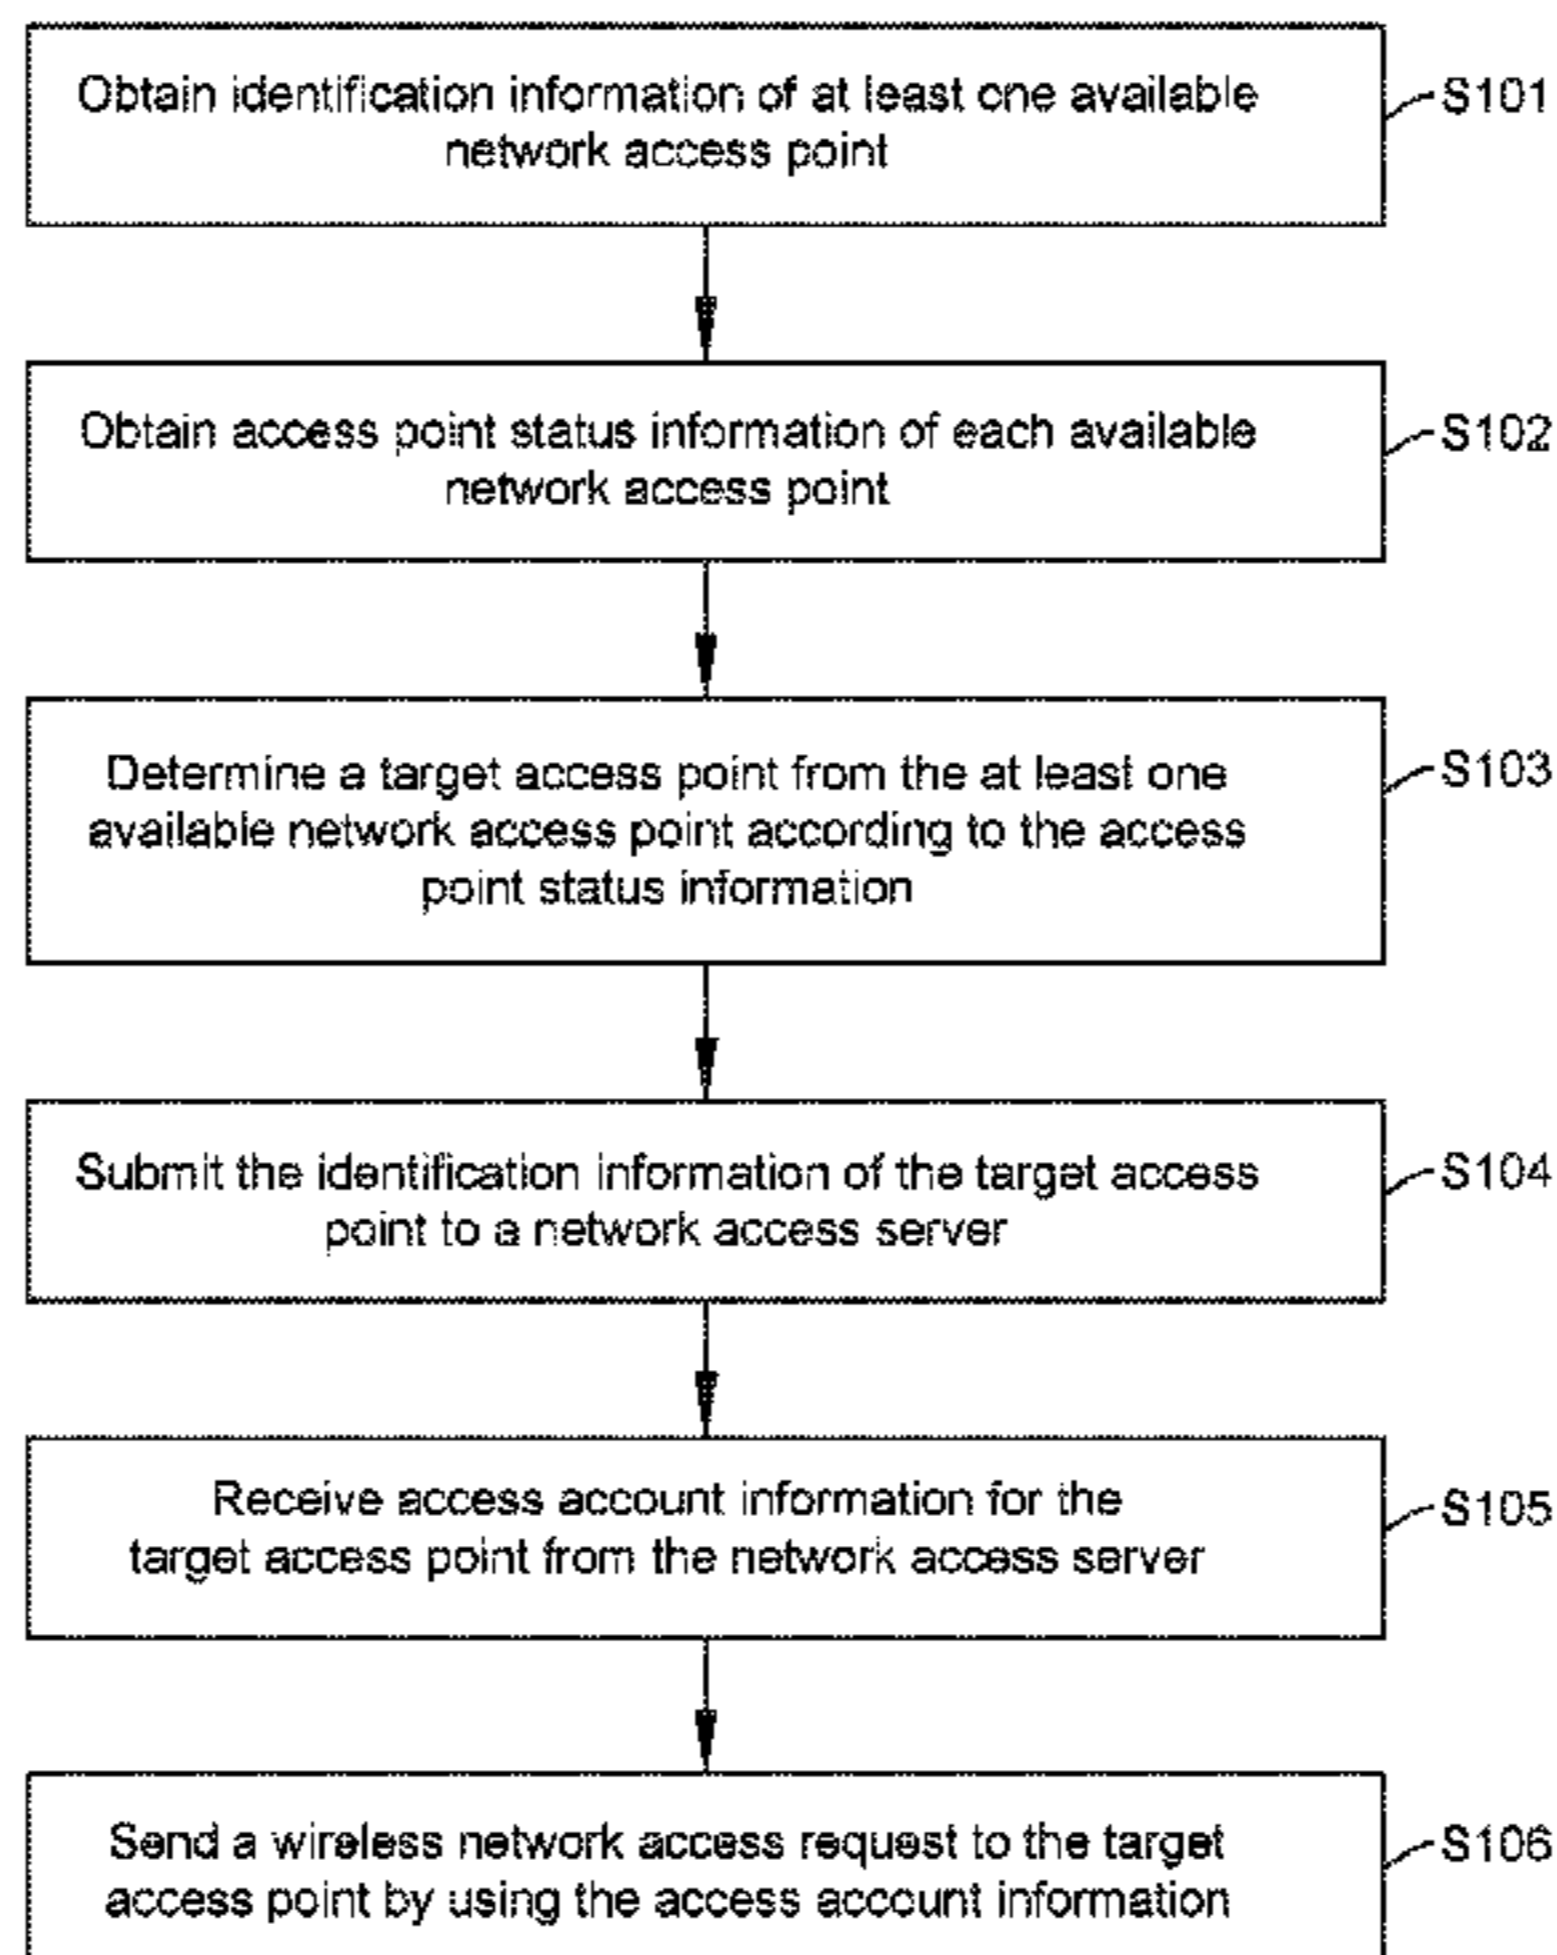 Obtain identification information of at least one available
network access point
S101
Obtain access point status information of each available
network access point
S102
Determine a target access point from the at least one
available network access point according to the access
point status information
S103
Submit the identification information of the target access
point to a network access server
S104
Receive access account information for the
target access point from the network access server
S105
Send a wireless network access request to the target
access point by using the access account information
S106